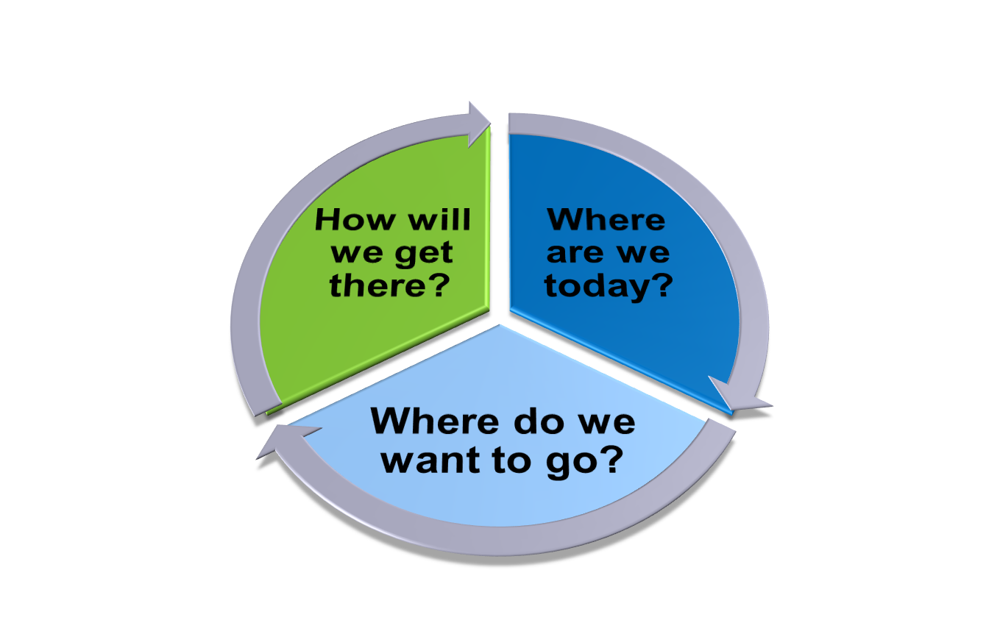 How will
we get
there?
Where
are we
today?
Where do we
want to go?